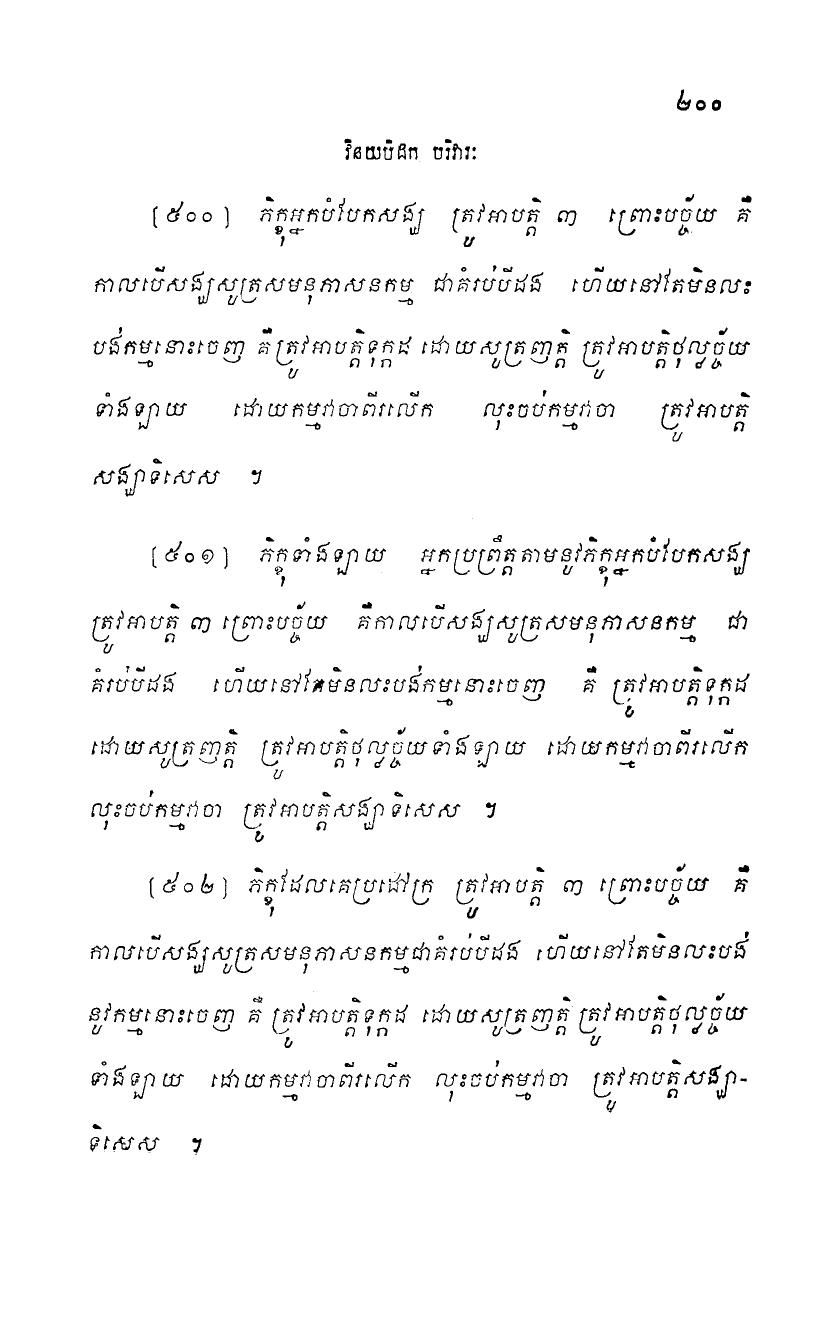 ២០០
វិនយបិដក បរិវារៈ
[៥០០] ភិក្ខុអ្នកបំបែកសង្ឃ ត្រូវអាបត្តិ ៣ ព្រោះបច្ច័យ គឺ
កាលបើសង្ឃសូត្រសមនុភាសនកម្ម ជាគំរប់បីដង ហើយនៅតែមិនលះ
បង់កម្មនោះចេញ គឺត្រូវអាបត្តិទុក្កដ ដោយសូត្រញត្តិ ត្រូវអាបត្តិថុល្លច្ច័យ
ទាំងឡាយ ដោយកម្មវាចាពីរលើក លុះចប់កម្មវាចា ត្រូវអាបត្តិ
សង្ឃាទិសេស ។
[៥០១] ភិក្ខុទាំងឡាយ អ្នកប្រព្រឹត្តតាមនូវភិក្ខុអ្នកបំបែកសង្ឃ
ត្រូវអាបត្តិ ៣ ព្រោះបច្ច័យ គឺកាលបើសង្ឃសូត្រសមនុភាសនកម្ម ជា
គំរប់បីដង ហើយនៅតែមិនលះបង់កម្មនោះចេញ គឺ ត្រូវអាបត្តិទុក្កដ
ដោយសូត្រញត្តិ ត្រូវអាបត្តិថុល្លច្ច័យទាំងឡាយ ដោយកម្មវាចាពីរលើក
លុះចប់កម្មវាចា ត្រូវអាបត្តិសង្ឃាទិសេស ។
[៥០២] ភិក្ខុដែលគេប្រដៅក្រ ត្រូវអាបត្តិ ៣ ព្រោះបច្ច័យ គឺ
កាលបើសង្ឃសូត្រសមនុភាសនកម្មជាគំរប់បីដង ហើយនៅតែមិនលះបង់
នូវកម្មនោះចេញ គឺ ត្រូវអាបត្តិទុក្កដ ដោយសូត្រញត្តិ ត្រូវអាបត្តិថុល្លច្ច័យ
ទាំងឡាយ ដោយកម្មវាចាពីរលើក លុះចប់កម្មវាចា ត្រូវអាបត្តិសង្ឃា-
ទិសេស ។